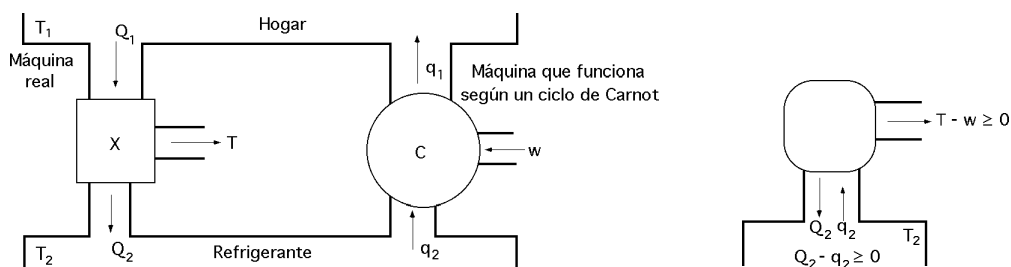 T1
Hogar
Q1
Máquina
real
q1
Máquina que funciona
según un ciclo de Carnot
X
T
C
w
T2
Q2
Refrigerante
q2
T - w ≥ 0
Q2 q2
T2
Q2 - q2 ≥ 0